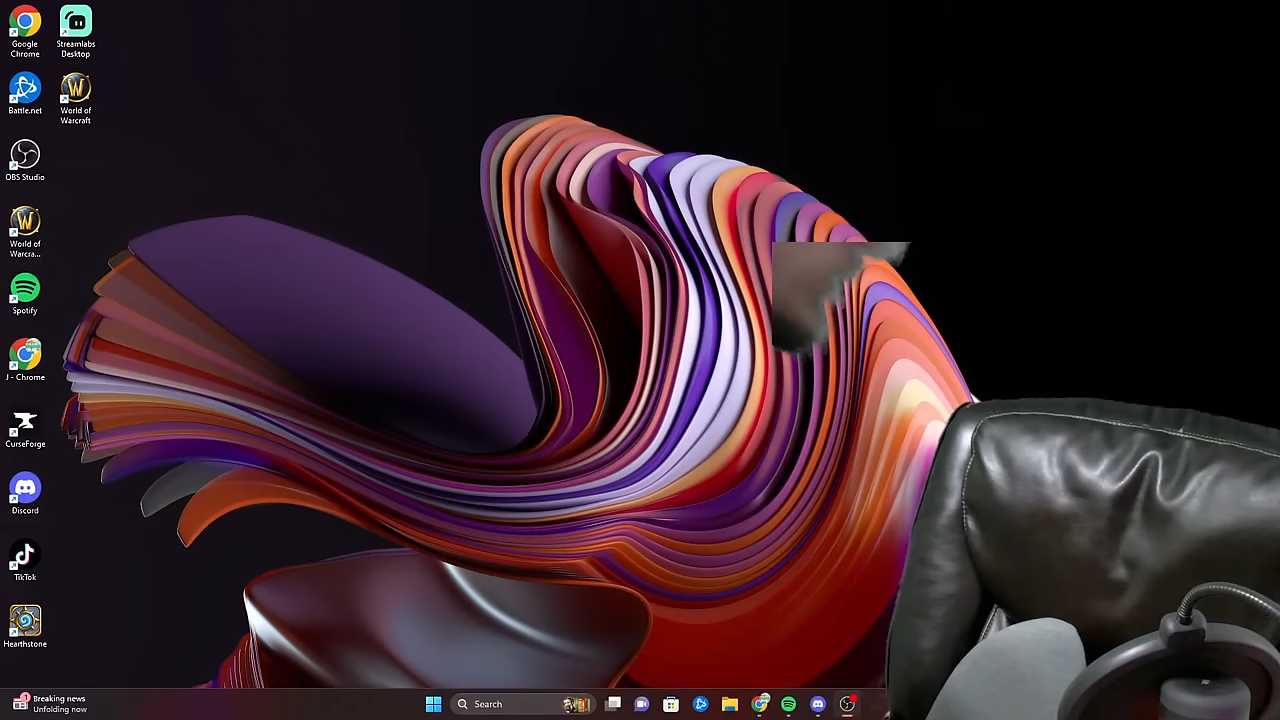 Google
Chrome
Streamlabs
Desktop
Battle.net
World of
Warcraft
OBS Studio
World of
Warcra...
Spotify
J - Chrome
CurseForge
Discord
TikTok
Hearthstone
1
Breaking news
Unfolding now
Search